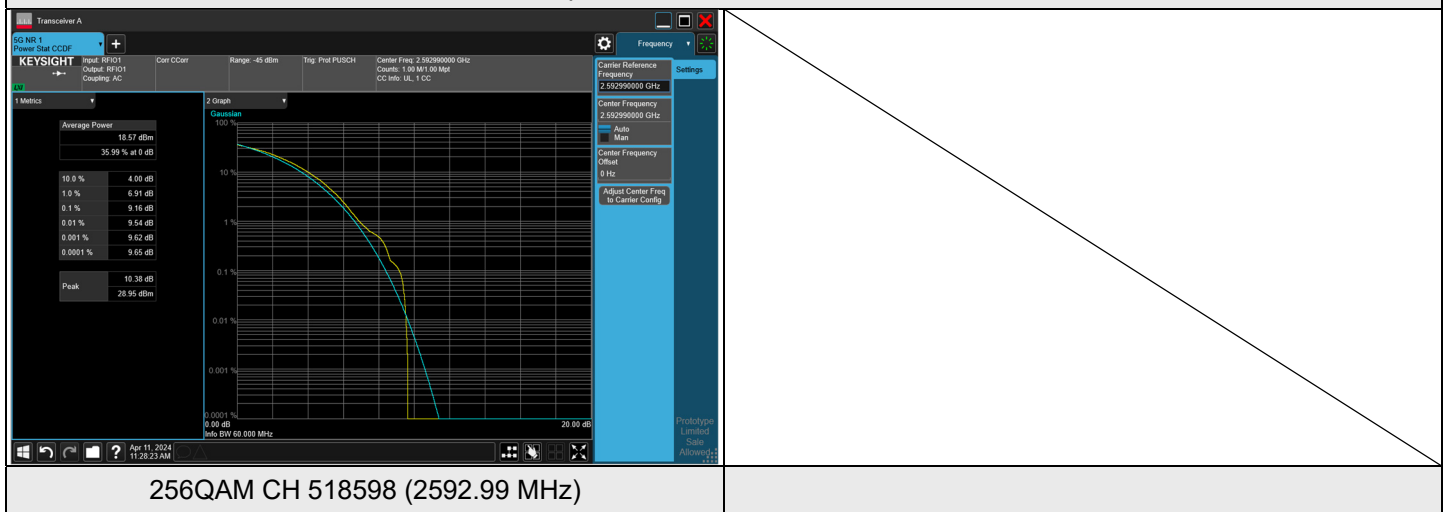 Transceiver A
5G NR 1
Power Stat CCDF
+
Frequency
KEYSIGHT
LXI
Input: RFIO1
Output: RFIO1
Coupling: AC
Corr CCorr
Range: -45 dBm
Trig: Prot PUSCH
Center Freq: 2.592990000 GHz
Counts: 1.00 M/1.00 Mpt
CC Info: UL, 1 CC
Carrier Reference
Frequency
2.592990000 GHz
Settings
Center Frequency
2.592990000 GHz
Auto
Man
Center Frequency
Offset
0 Hz
Adjust Center Freq
to Carrier Config
1 Metrics
Average Power
18.57 dBm
35.99 % at 0 dB
10.0 % 4.00 dB
1.0 % 6.91 dB
0.1 % 9.16 dB
0.01 % 9.54 dB
0.001 % 9.62 dB
0.0001 % 9.65 dB
Peak
10.38 dB
28.95 dBm
2 Graph
Gaussian
100 %
10 %
1 %
0.1 %
0.01 %
0.001 %
0.0001 %
0.00 dB 20.00 dB
Info BW 60.000 MHz
Prototype
Limited
Sale
Allowed
?
Apr 11, 2024
11:28:23 AM
256QAM CH 518598 (2592.99 MHz)